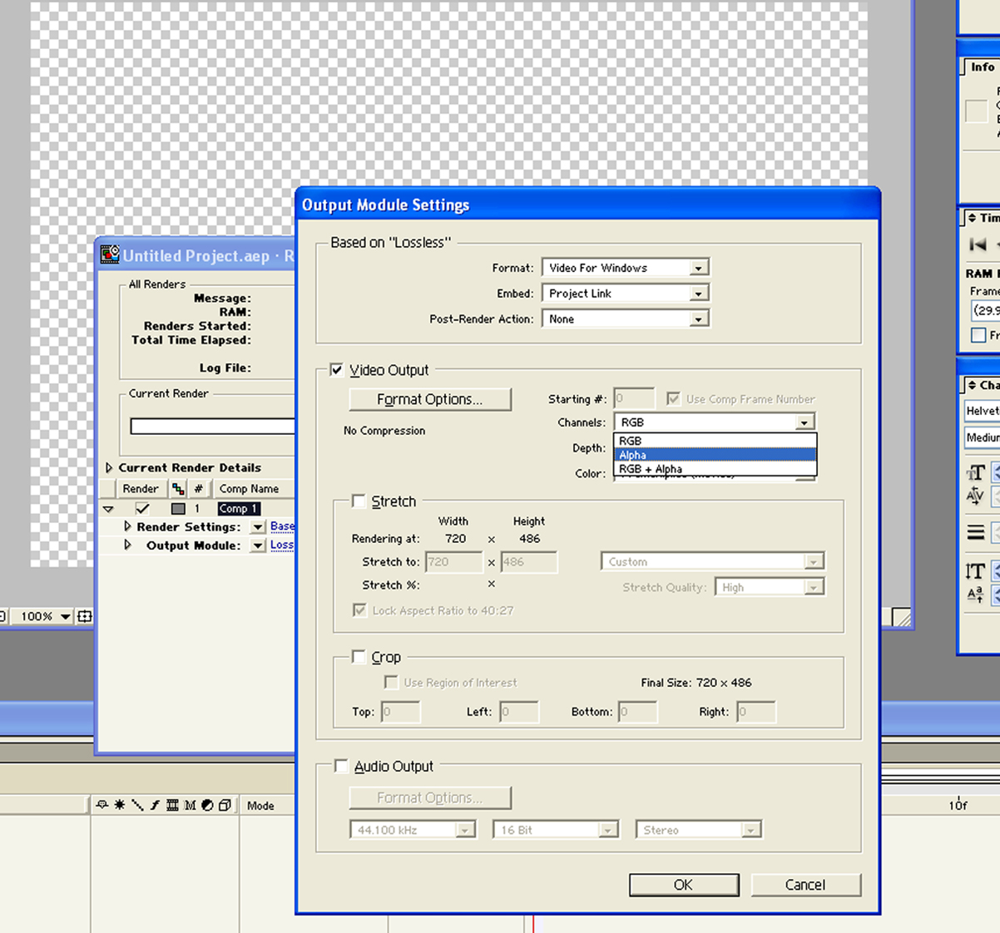 Info
Output Module Settings
Based on "Lossless"
Format: Video For Windows
Embed: Project Link
Post-Render Action: None
Untitled Project.aep · R
All Renders
Message:
RAM:
Renders Started:
Total Time Elapsed:
Log File:
Current Render
Current Render Details
Render # Comp Name
1 Comp 1
Render Settings: Base
Output Module: Loss
Video Output
Format Options...
No Compression
Starting #: 0 Use Comp Frame Number
Channels: RGB
RGB
Alpha
RGB + Alpha
Depth:
Color:
Stretch
Width Height
Rendering at: 720 x 486
Stretch to: 720 x 486 Custom
Stretch %: x
Stretch Quality: High
Lock Aspect Ratio to 40:27
Crop
Use Region of Interest Final Size: 720 x 486
Top: 0 Left: 0 Bottom: 0 Right: 0
Audio Output
Format Options...
44.100 kHz 16 Bit Stereo
OK Cancel
Tim
RAM
Frame
(29.9
Fr
Cha
Helvet
Mediur
100%
M Mode
10f